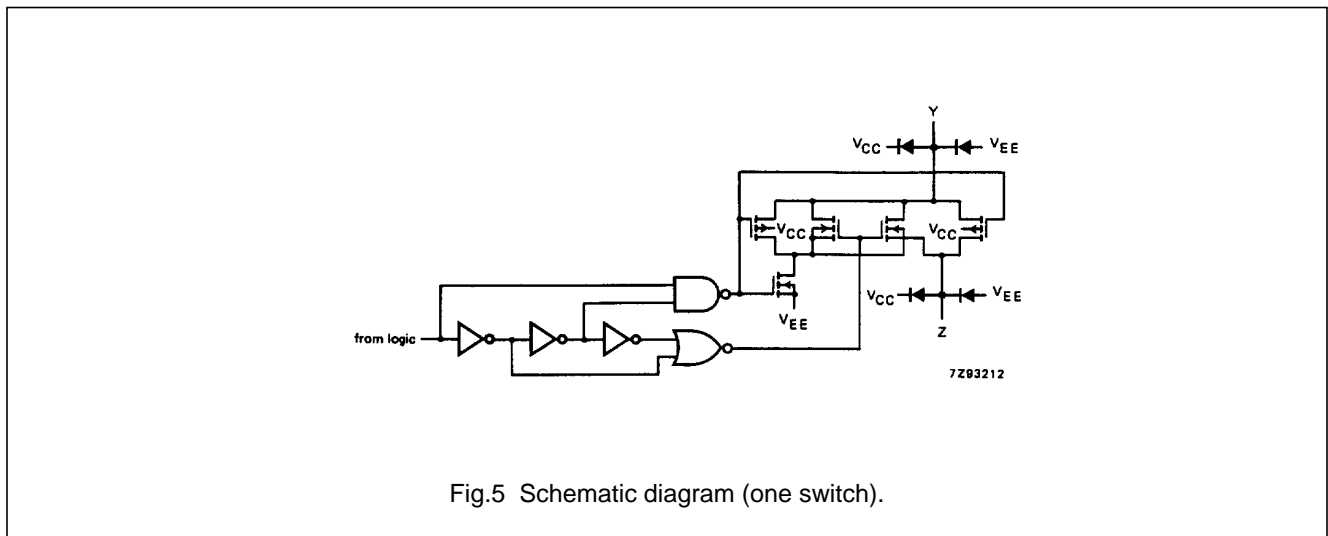 Y
VCC VEE
VCC VCC
VEE
VCC VEE
Z
from logic
7Z93212
Fig.5 Schematic diagram (one switch).